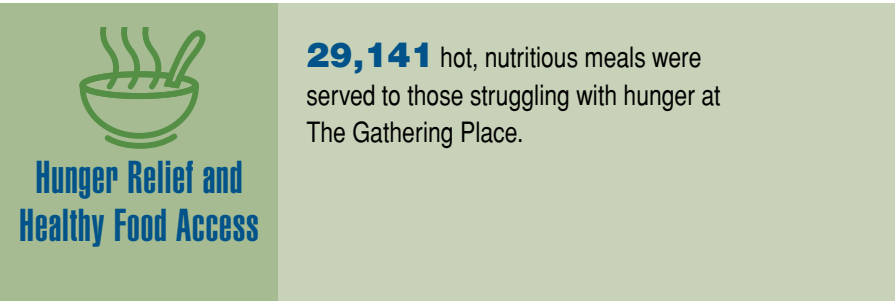 Hunger Relief and
Healthy Food Access
29,141 hot, nutritious meals were
served to those struggling with hunger at
The Gathering Place.